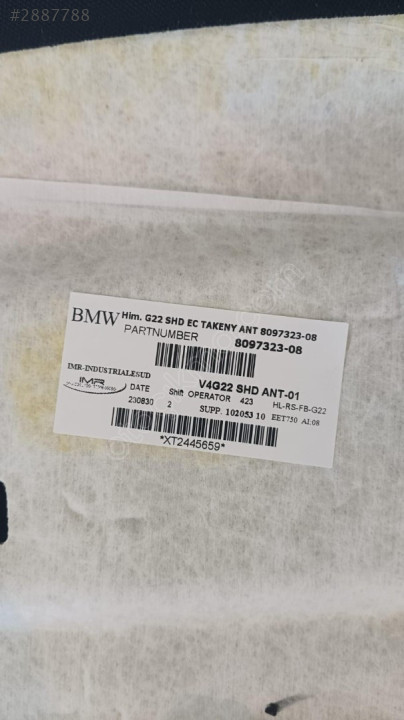 #2887788
BMW Him. G22 SHD EC TAKENY ANT 8097323-08
PARTNUMBER 8097323-08
IMR-INDUSTRIALESUD
V4G22 SHD ANT-01
IMR
DATE Shift OPERATOR 423 HL-RS-FB-G22
200830 2 SUPP. 102053 10 EET750 AI:08
*XT2445659*